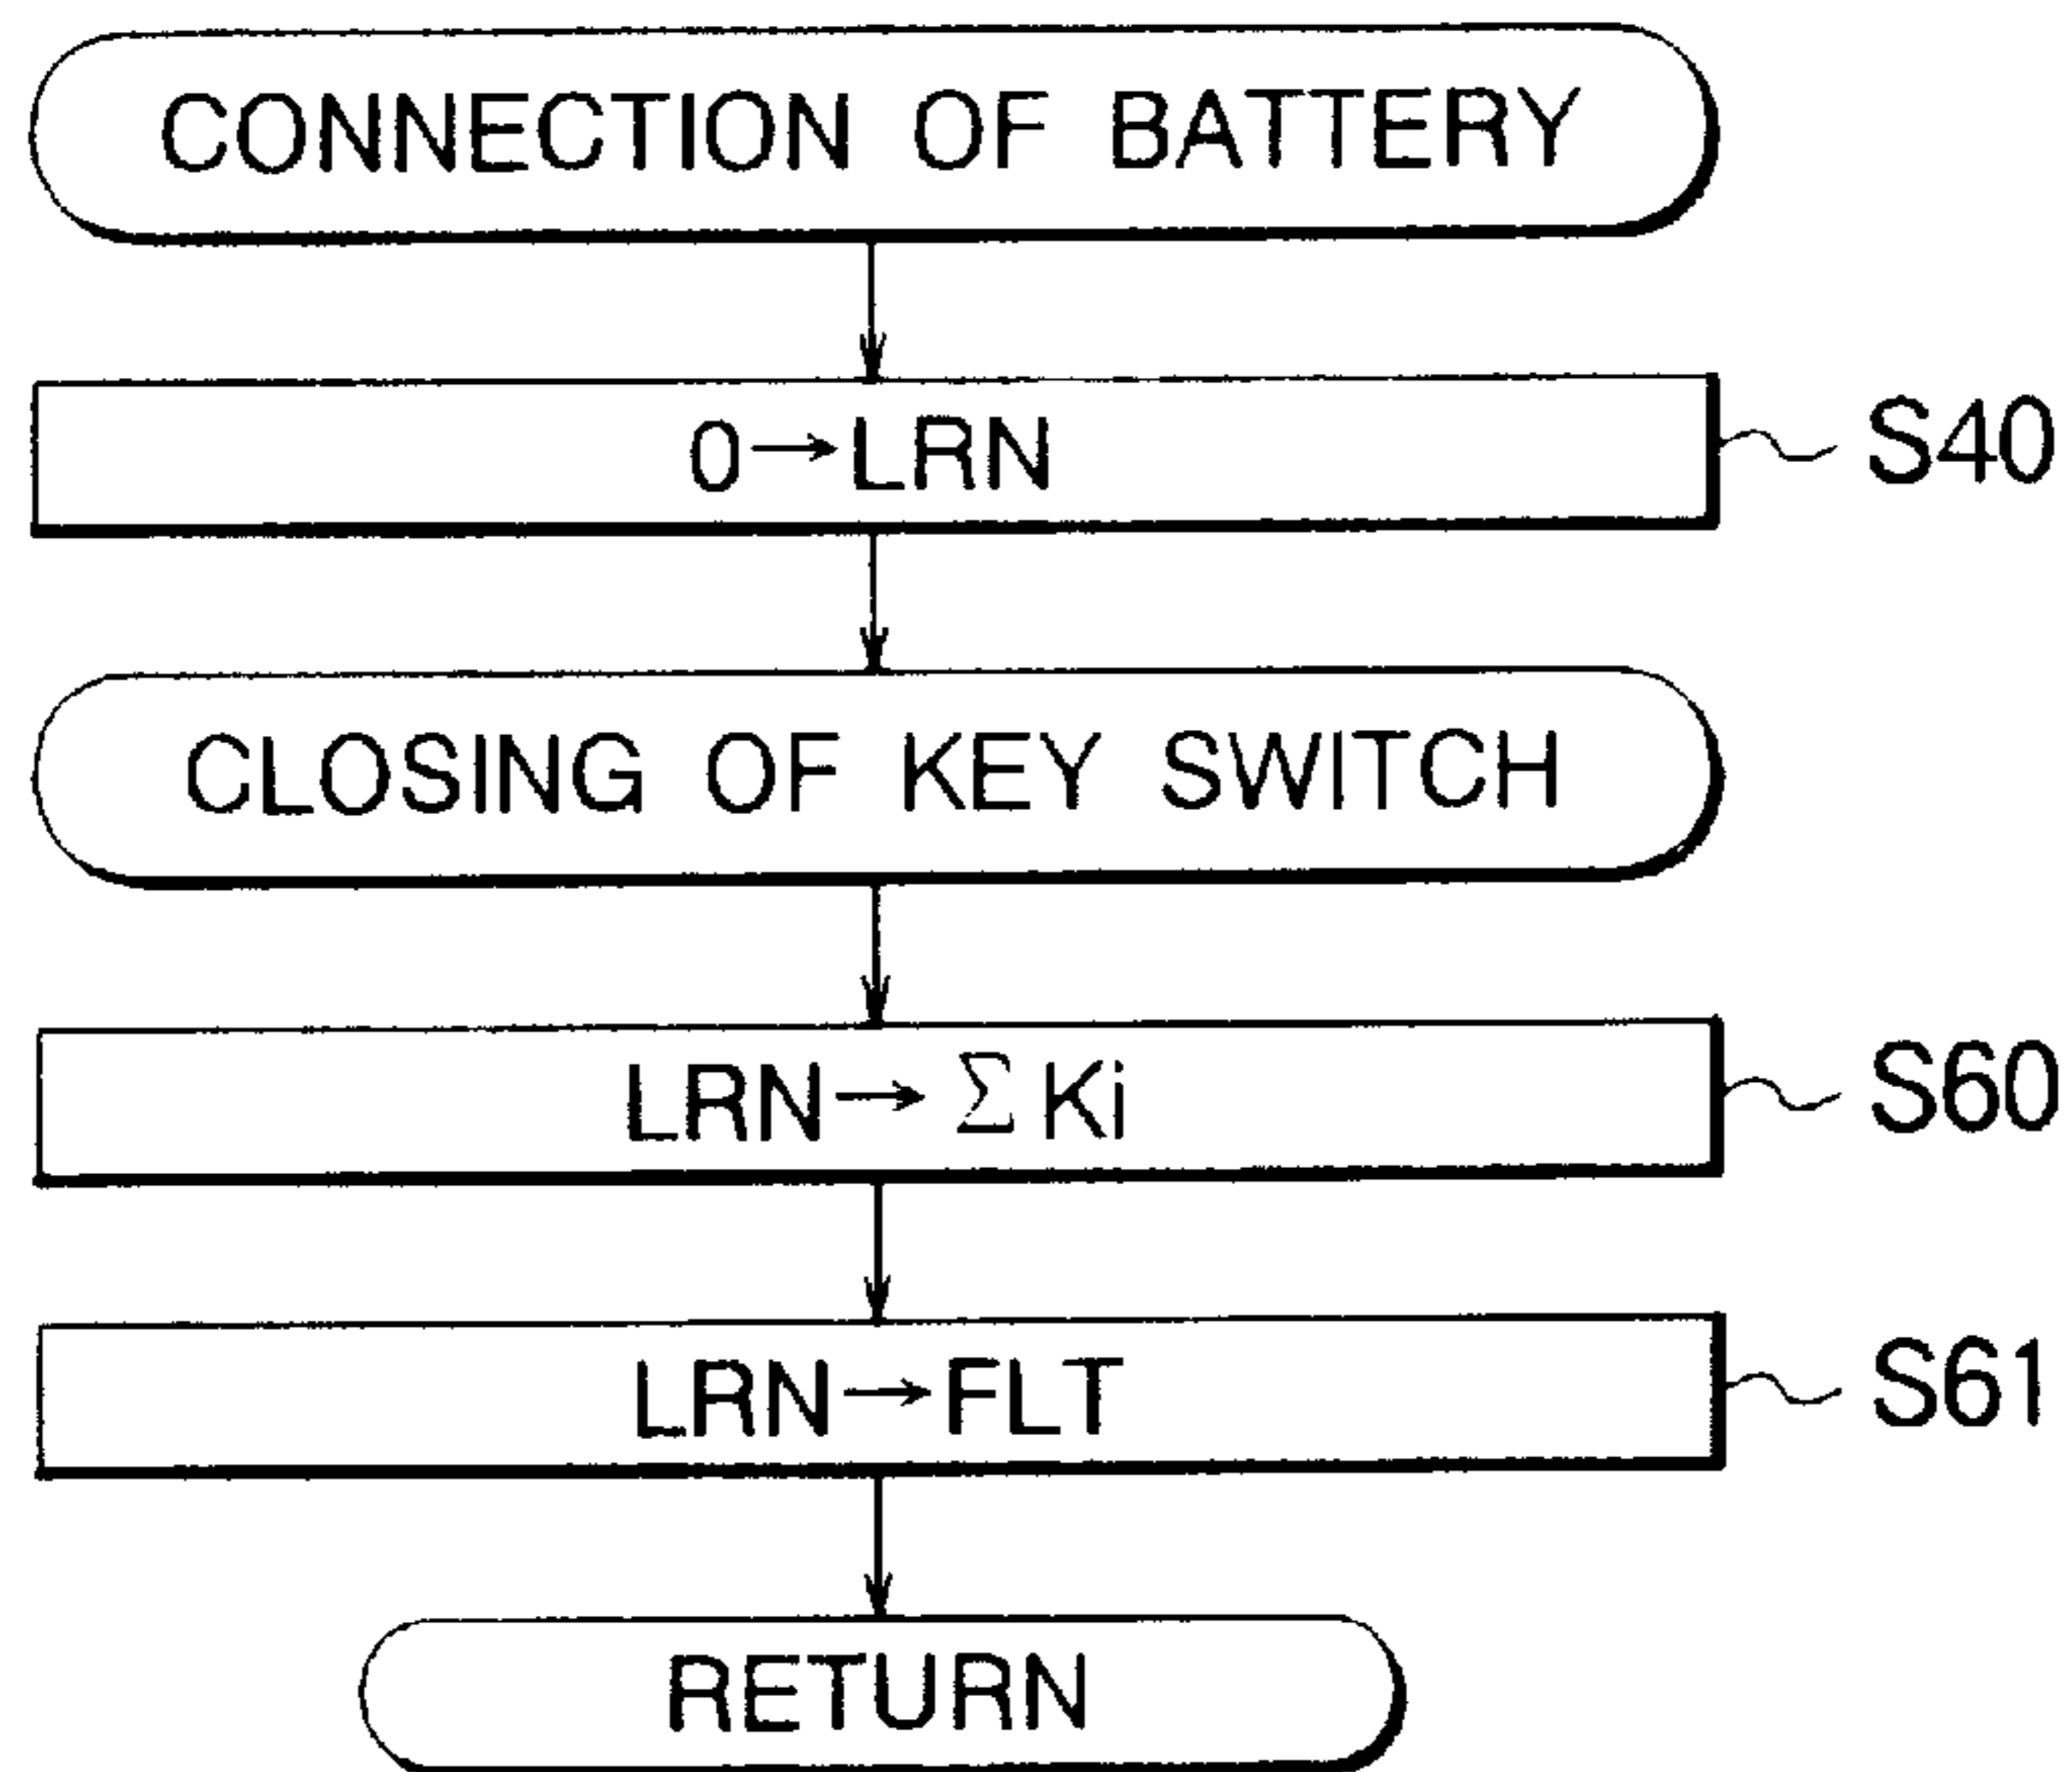 CONNECTION OF BATTERY
0→LRN
S40
CLOSING OF KEY SWITCH
LRN→ΣKi
S60
LRN→FLT
S61
RETURN